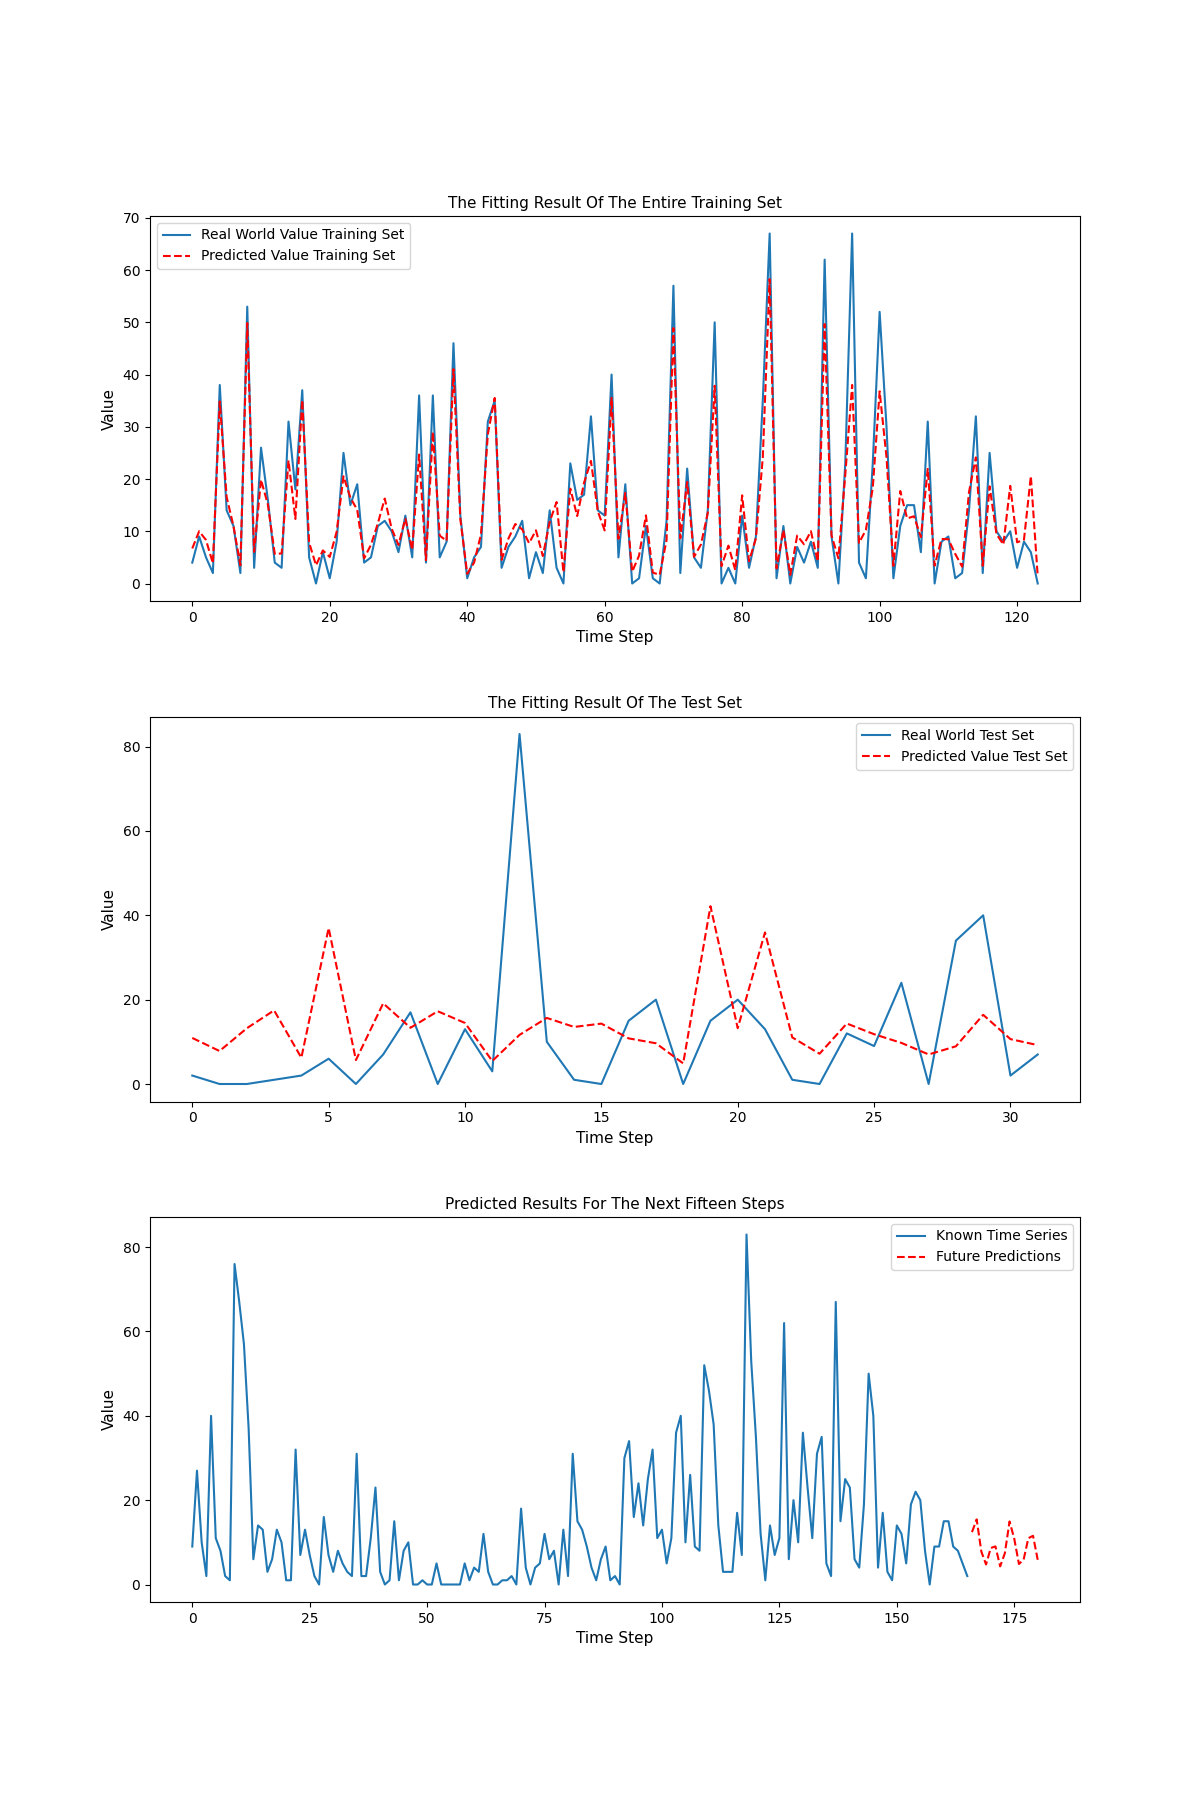 The Fitting Result Of The Entire Training Set
Real World Value Training Set
Predicted Value Training Set
Value
70
60
50
40
30
20
10
0
0 20 40 60 80 100 120
Time Step
The Fitting Result Of The Test Set
Real World Test Set
Predicted Value Test Set
Value
80
60
40
20
0
0 5 10 15 20 25 30
Time Step
Predicted Results For The Next Fifteen Steps
Known Time Series
Future Predictions
Value
80
60
40
20
0
0 25 50 75 100 125 150 175
Time Step